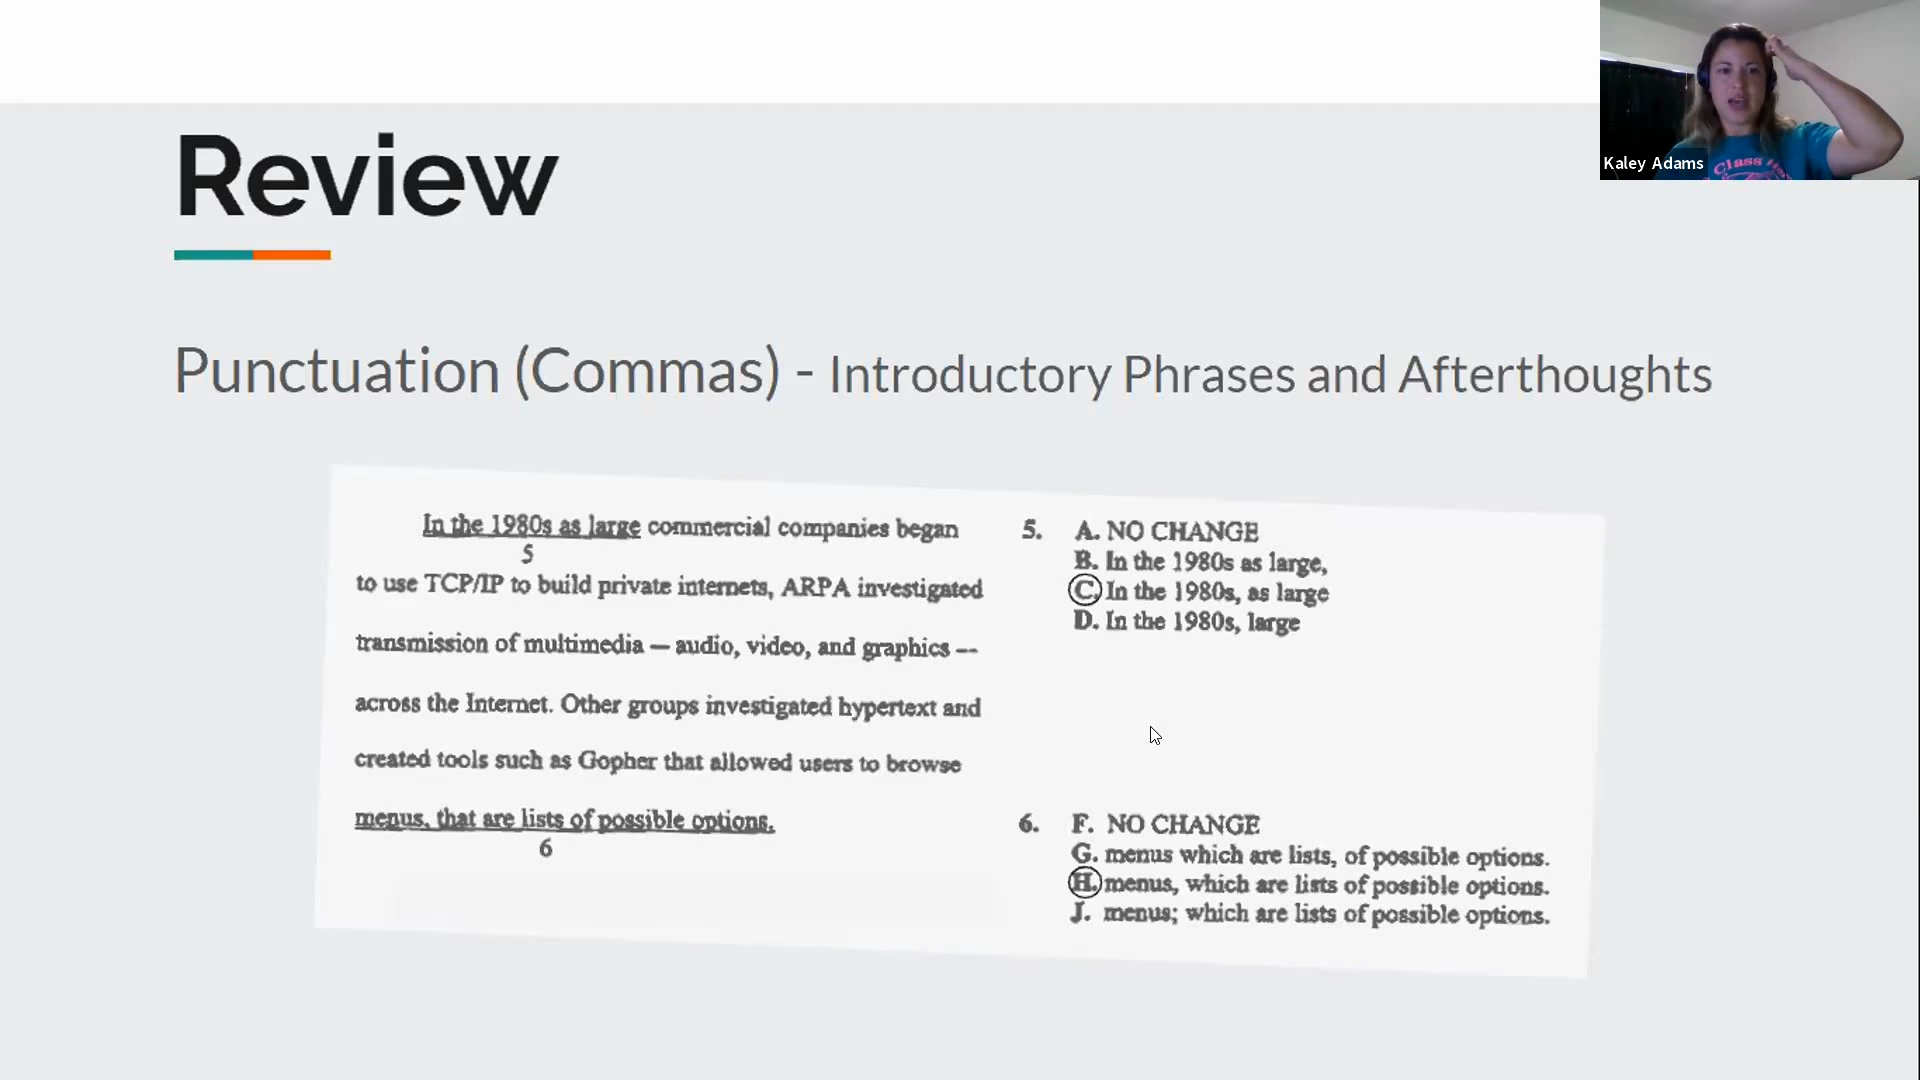 Review
Kaley Adams
Class
Punctuation (Commas) - Introductory Phrases and Afterthoughts
In the 1980s as large commercial companies began
5
to use TCP/IP to build private internets, ARPA investigated
transmission of multimedia — audio, video, and graphics —
across the Internet. Other groups investigated hypertext and
created tools such as Gopher that allowed users to browse
menus, that are lists of possible options.
6
5. A. NO CHANGE
B. In the 1980s as large,
C. In the 1980s, as large
D. In the 1980s, large
6. F. NO CHANGE
G. menus which are lists, of possible options.
H. menus, which are lists of possible options.
J. menus; which are lists of possible options.